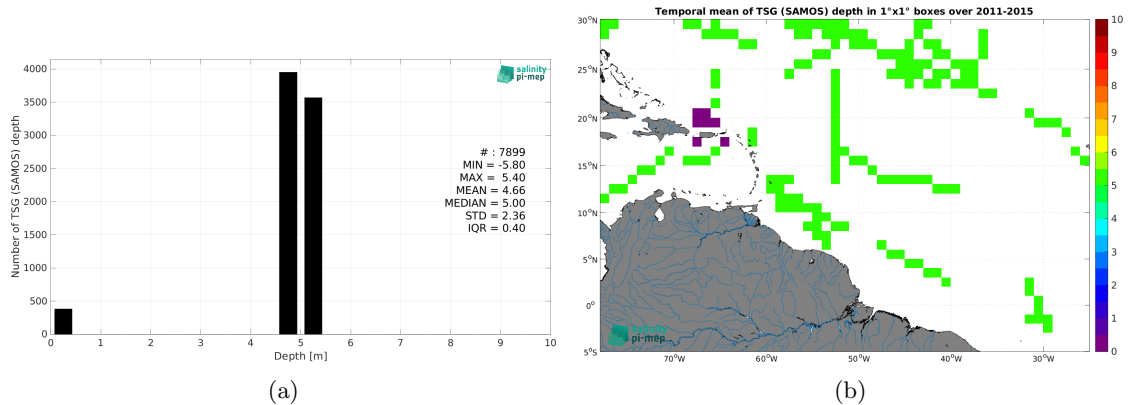 4000
3500
3000
2500
2000
1500
1000
500
0
Number of TSG (SAMOS) depth
salinity
pi-mep
# : 7899
MIN = -5.80
MAX = 5.40
MEAN = 4.66
MEDIAN = 5.00
STD = 2.36
IQR = 0.40
0 1 2 3 4 5 6 7 8 9 10
Depth [m]
(a)
Temporal mean of TSG (SAMOS) depth in 1°x1° boxes over 2011-2015
30°N
25°N
20°N
15°N
10°N
5°N
0°
5°S
salinity
pi-mep
70°W 60°W 50°W 40°W 30°W
10
9
8
7
6
5
4
3
2
1
0
(b)